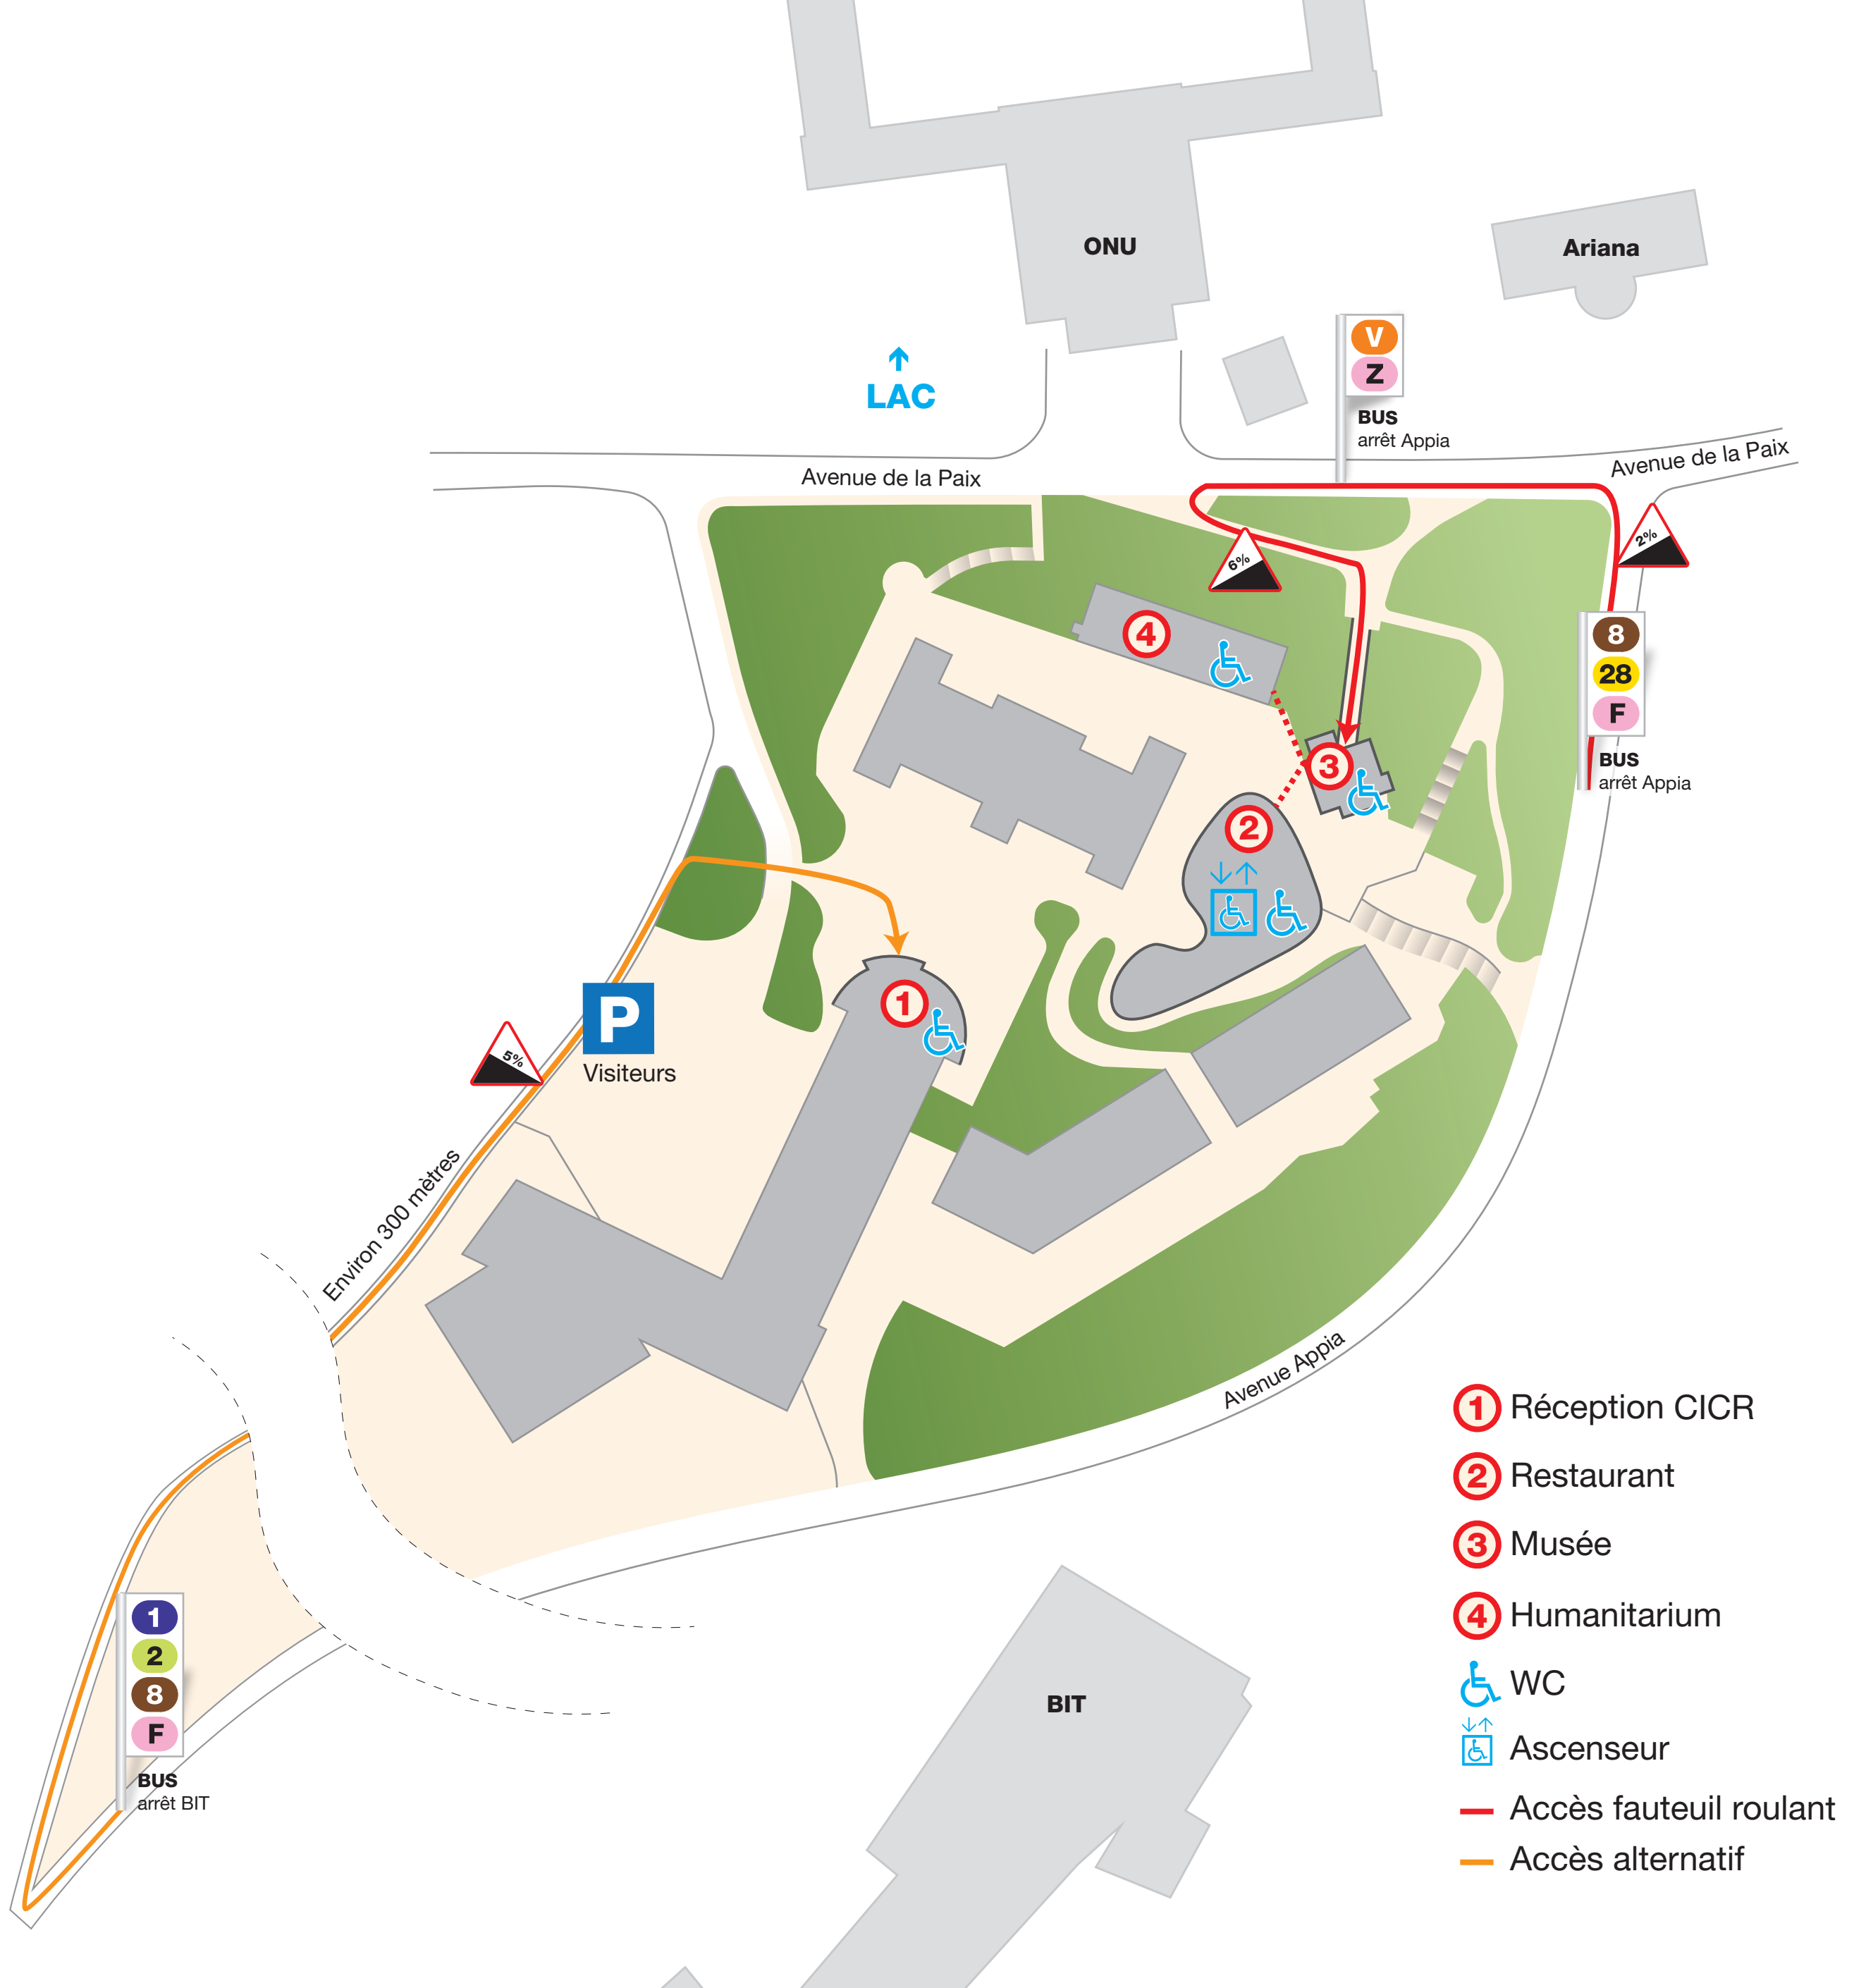 ONU
Ariana
V
Z
BUS
arrêt Appia
LAC
Avenue de la Paix
Avenue de la Paix
2%
6%
4
8
28
F
BUS
arrêt Appia
3
2
1
P
Visiteurs
5%
Environ 300 mètres
Avenue Appia
1
2
8
F
BUS
arrêt BIT
BIT
1 Réception CICR
2 Restaurant
3 Musée
4 Humanitarium
WC
Ascenseur
Accès fauteuil roulant
Accès alternatif